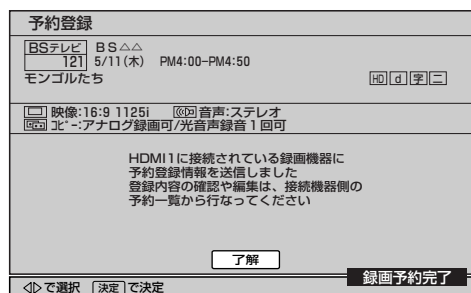 予約登録
BSテレビ BS△△
121 5/11(木) PM4:00-PM4:50
モンゴルたち
HD d 字 二
映像:16:9 1125i 音声:ステレオ
コピー:アナログ録画可/光音声録音1回可
HDMI1に接続されている録画機器に
予約登録情報を送信しました
登録内容の確認や編集は、接続機器側の
予約一覧から行なってください
了解
録画予約完了
で選択 決定 で決定